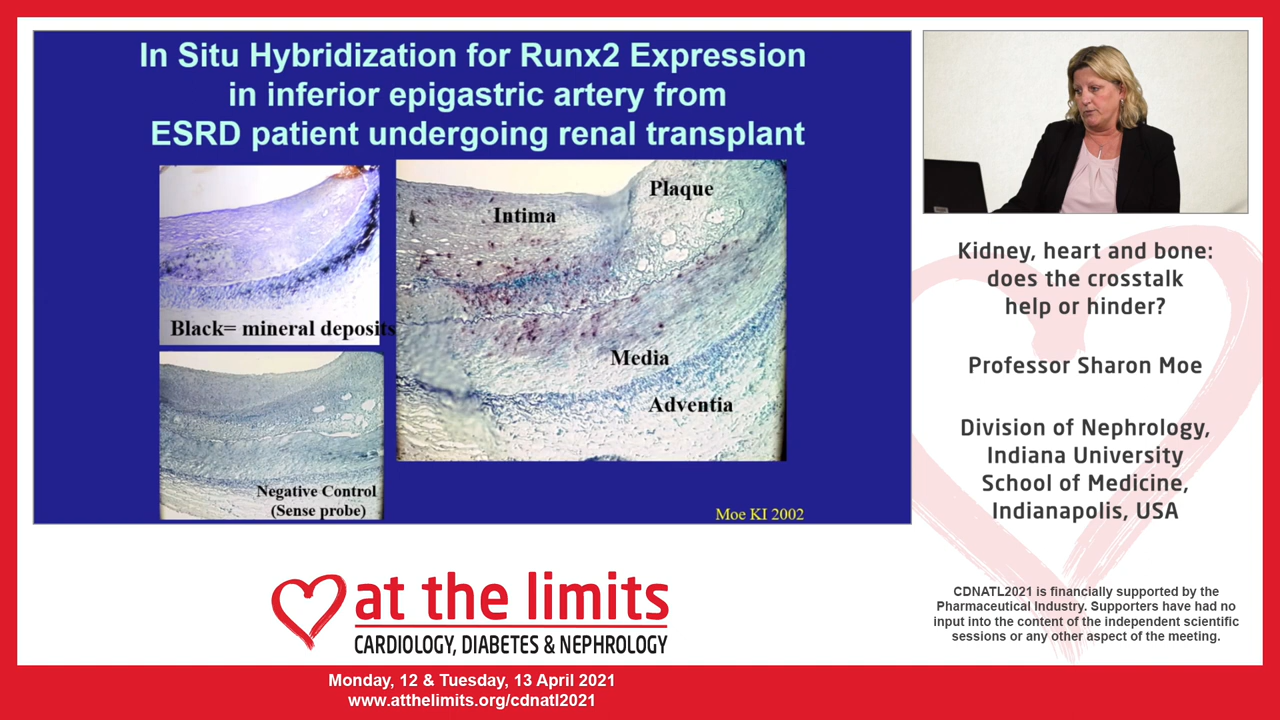 In Situ Hybridization for Runx2 Expression
in inferior epigastric artery from
ESRD patient undergoing renal transplant
Plaque
Intima
Black= mineral deposits
Media
Adventia
Negative Control
(Sense probe)
Moe KI 2002
Kidney, heart and bone:
does the crosstalk
help or hinder?
Professor Sharon Moe
Division of Nephrology,
Indiana University
School of Medicine,
Indianapolis, USA
CDNATL2021 is financially supported by the
Pharmaceutical Industry. Supporters have had no
input into the content of the independent scientific
sessions or any other aspect of the meeting.
at the limits
CARDIOLOGY, DIABETES & NEPHROLOGY
Monday, 12 & Tuesday, 13 April 2021
www.atthelimits.org/cdnatl2021